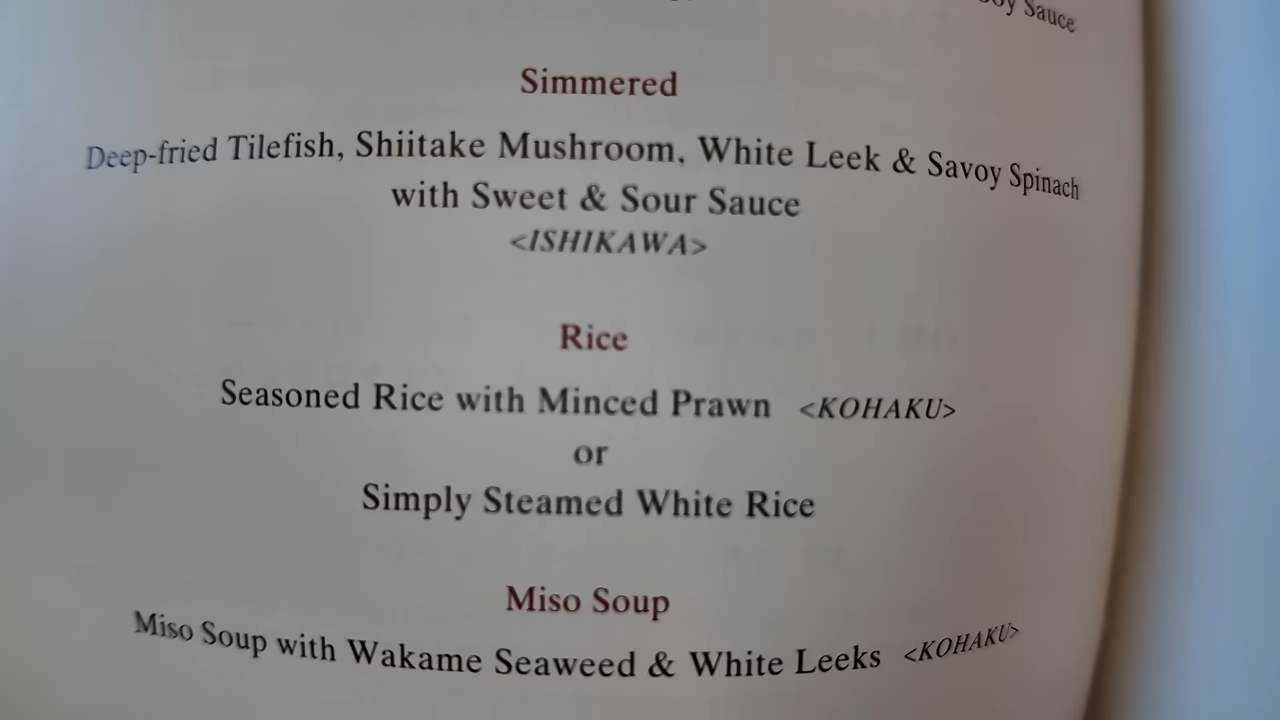 Sauce
Simmered
Deep-fried Tilefish, Shiitake Mushroom, White Leek & Savoy Spinach
with Sweet & Sour Sauce
<ISHIKAWA>
Rice
Seasoned Rice with Minced Prawn <KOHAKU>
or
Simply Steamed White Rice
Miso Soup
Miso Soup with Wakame Seaweed & White Leeks <KOHAKU>